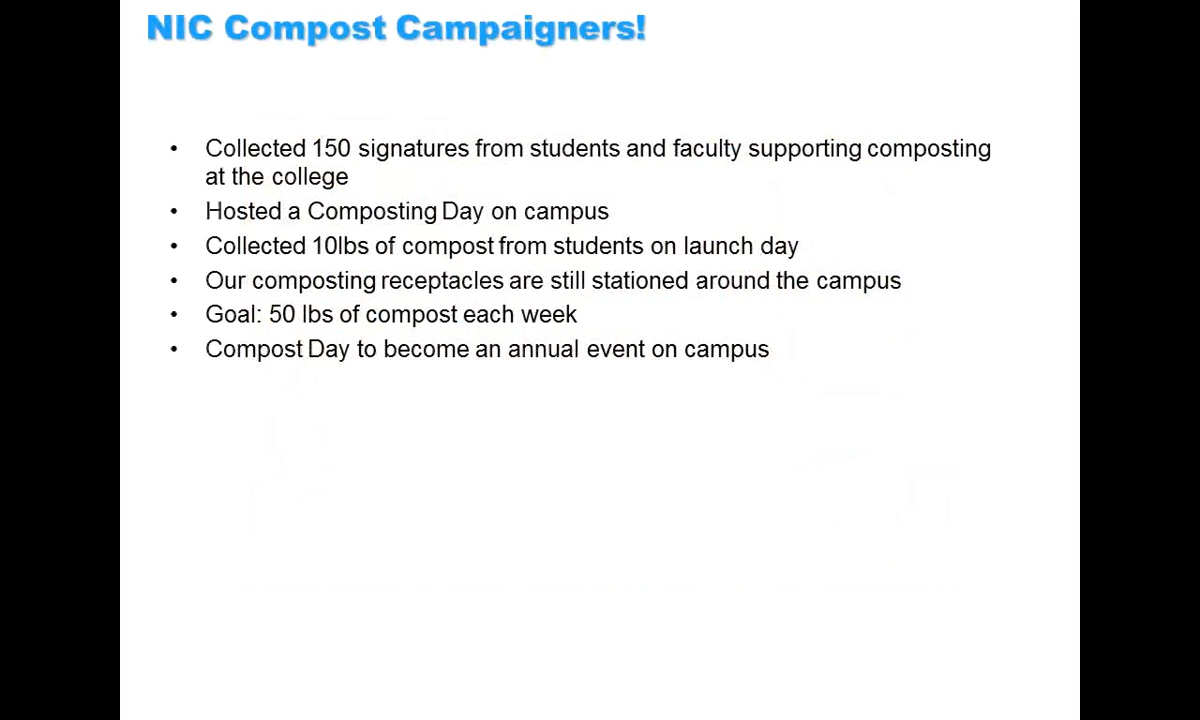 NIC Compost Campaigners!
• Collected 150 signatures from students and faculty supporting composting
at the college
• Hosted a Composting Day on campus
• Collected 10lbs of compost from students on launch day
• Our composting receptacles are still stationed around the campus
• Goal: 50 lbs of compost each week
• Compost Day to become an annual event on campus